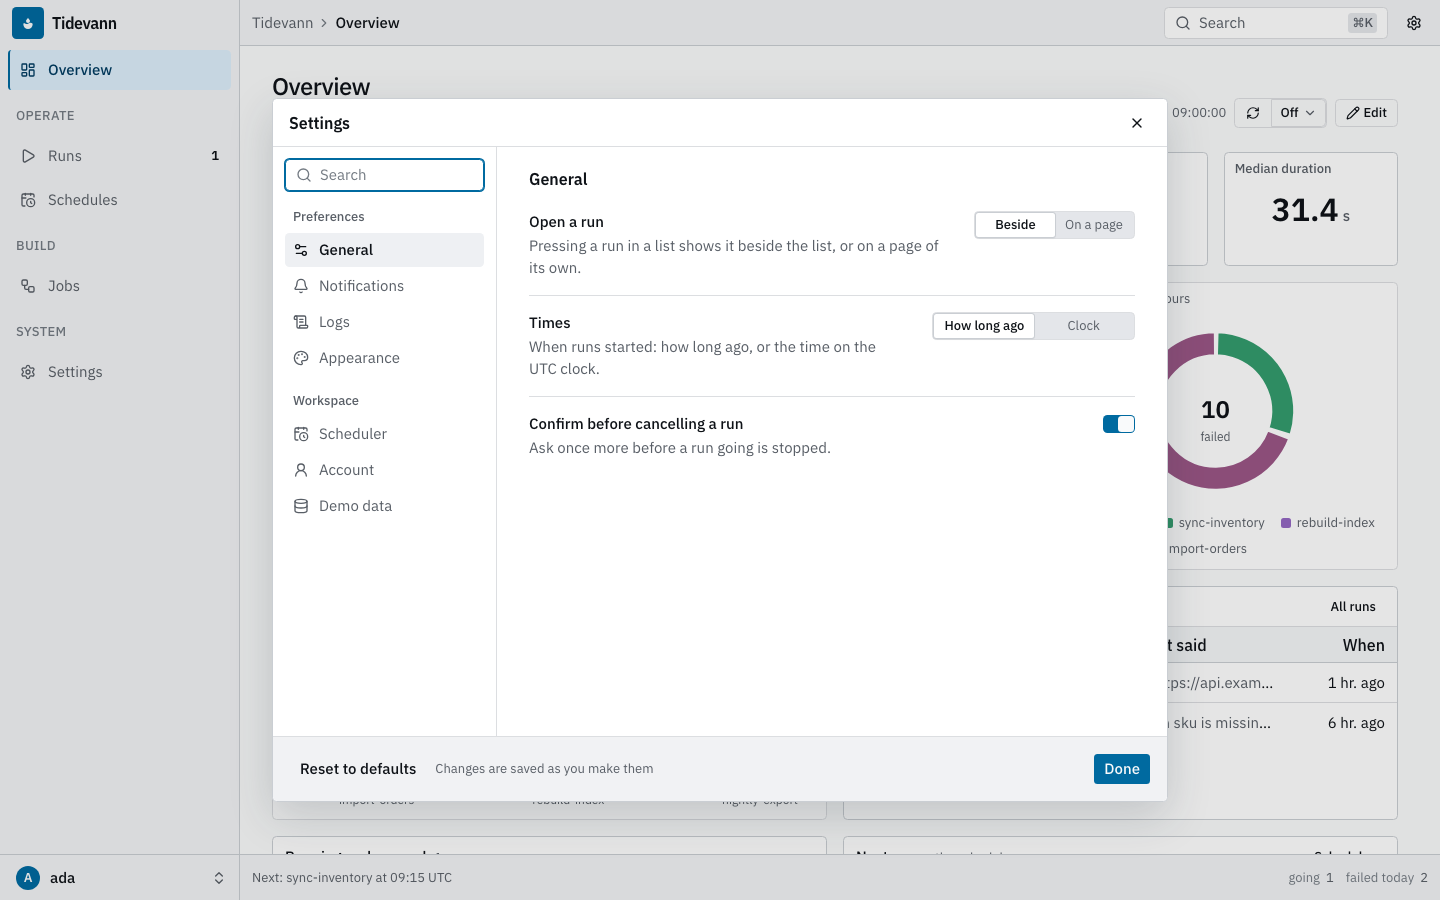 Tidevann
Tidevann > Overview
Search ⌘K
Overview
OPERATE
Runs 1
Schedules
BUILD
Jobs
SYSTEM
Settings
Overview
09:00:00 Off Edit
Settings
Search
Preferences
General
Notifications
Logs
Appearance
Workspace
Scheduler
Account
Demo data
General
Open a run
Pressing a run in a list shows it beside the list, or on a page of
its own.
Beside On a page
Times
When runs started: how long ago, or the time on the
UTC clock.
How long ago Clock
Confirm before cancelling a run
Ask once more before a run going is stopped.
Reset to defaults Changes are saved as you make them Done
Median duration
31.4 s
10
failed
sync-inventory rebuild-index
All runs
said When
1 hr. ago
sku is missin... 6 hr. ago
A ada
Next: sync-inventory at 09:15 UTC
going 1 failed today 2